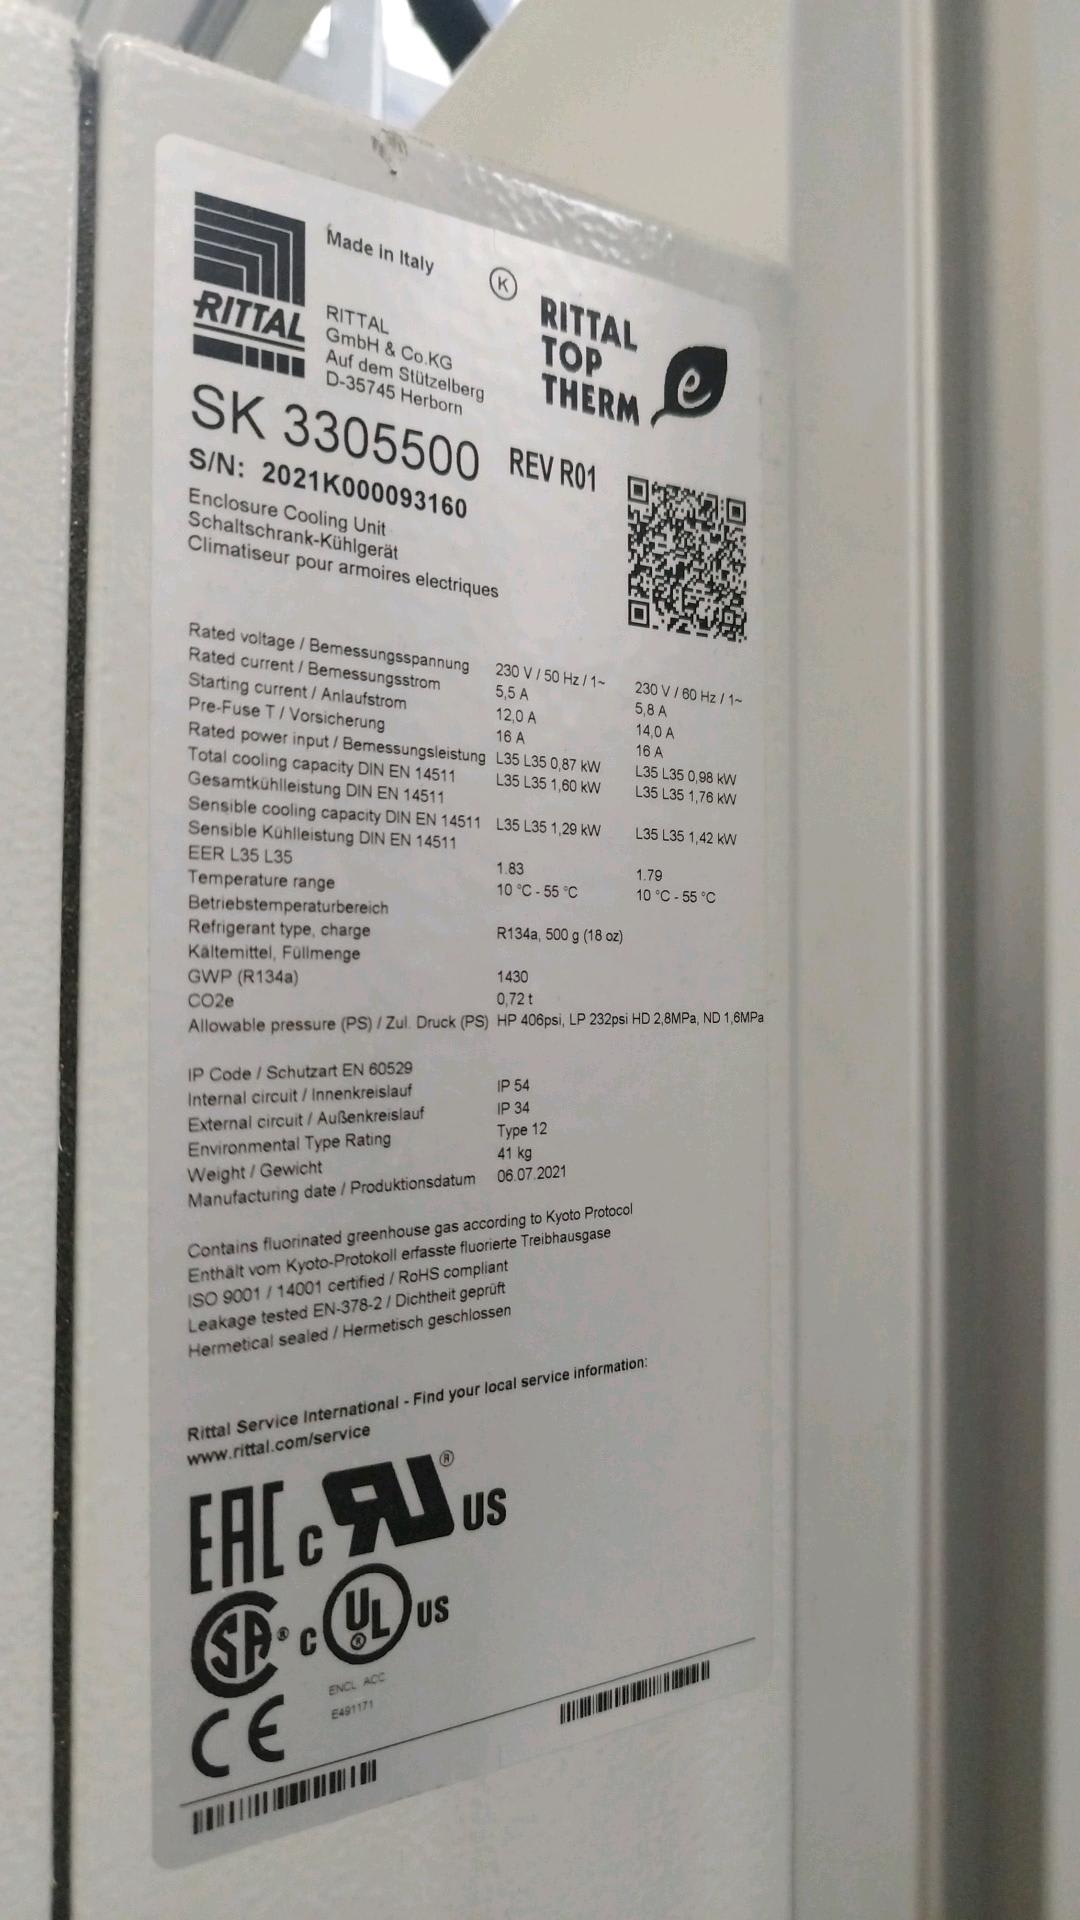 Made in Italy
K
RITTAL
RITTAL
GmbH & Co.KG
Auf dem Stützelberg
D-35745 Herborn
RITTAL
TOP
THERM
e
SK 3305500 REV R01
S/N: 2021K000093160
Enclosure Cooling Unit
Schaltschrank-Kühlgerät
Climatiseur pour armoires electriques
Rated voltage / Bemessungsspannung 230 V / 50 Hz / 1~ 230 V / 60 Hz / 1~
Rated current / Bemessungsstrom 5,5 A 5,8 A
Starting current / Anlaufstrom 12,0 A 14,0 A
Pre-Fuse T / Vorsicherung 16 A 16 A
Rated power input / Bemessungsleistung L35 L35 0,87 kW L35 L35 0,98 kW
Total cooling capacity DIN EN 14511 L35 L35 1,60 kW L35 L35 1,76 kW
Gesamtkühlleistung DIN EN 14511
Sensible cooling capacity DIN EN 14511 L35 L35 1,29 kW L35 L35 1,42 kW
Sensible Kühlleistung DIN EN 14511
EER L35 L35 1.83 1.79
Temperature range 10 °C - 55 °C 10 °C - 55 °C
Betriebstemperaturbereich
Refrigerant type, charge R134a, 500 g (18 oz)
Kältemittel, Füllmenge
GWP (R134a) 1430
CO2e 0,72 t
Allowable pressure (PS) / Zul. Druck (PS) HP 406psi, LP 232psi HD 2,8MPa, ND 1,6MPa
IP Code / Schutzart EN 60529
Internal circuit / Innenkreislauf IP 54
External circuit / Außenkreislauf IP 34
Environmental Type Rating Type 12
Weight / Gewicht 41 kg
Manufacturing date / Produktionsdatum 06.07.2021
Contains fluorinated greenhouse gas according to Kyoto Protocol
Enthält vom Kyoto-Protokoll erfasste fluorierte Treibhausgase
ISO 9001 / 14001 certified / RoHS compliant
Leakage tested EN-378-2 / Dichtheit geprüft
Hermetical sealed / Hermetisch geschlossen
Rittal Service International - Find your local service information:
www.rittal.com/service
EAC c RU ® US
SA ® c UL ® US
ENCL. ACC.
E491171
CE